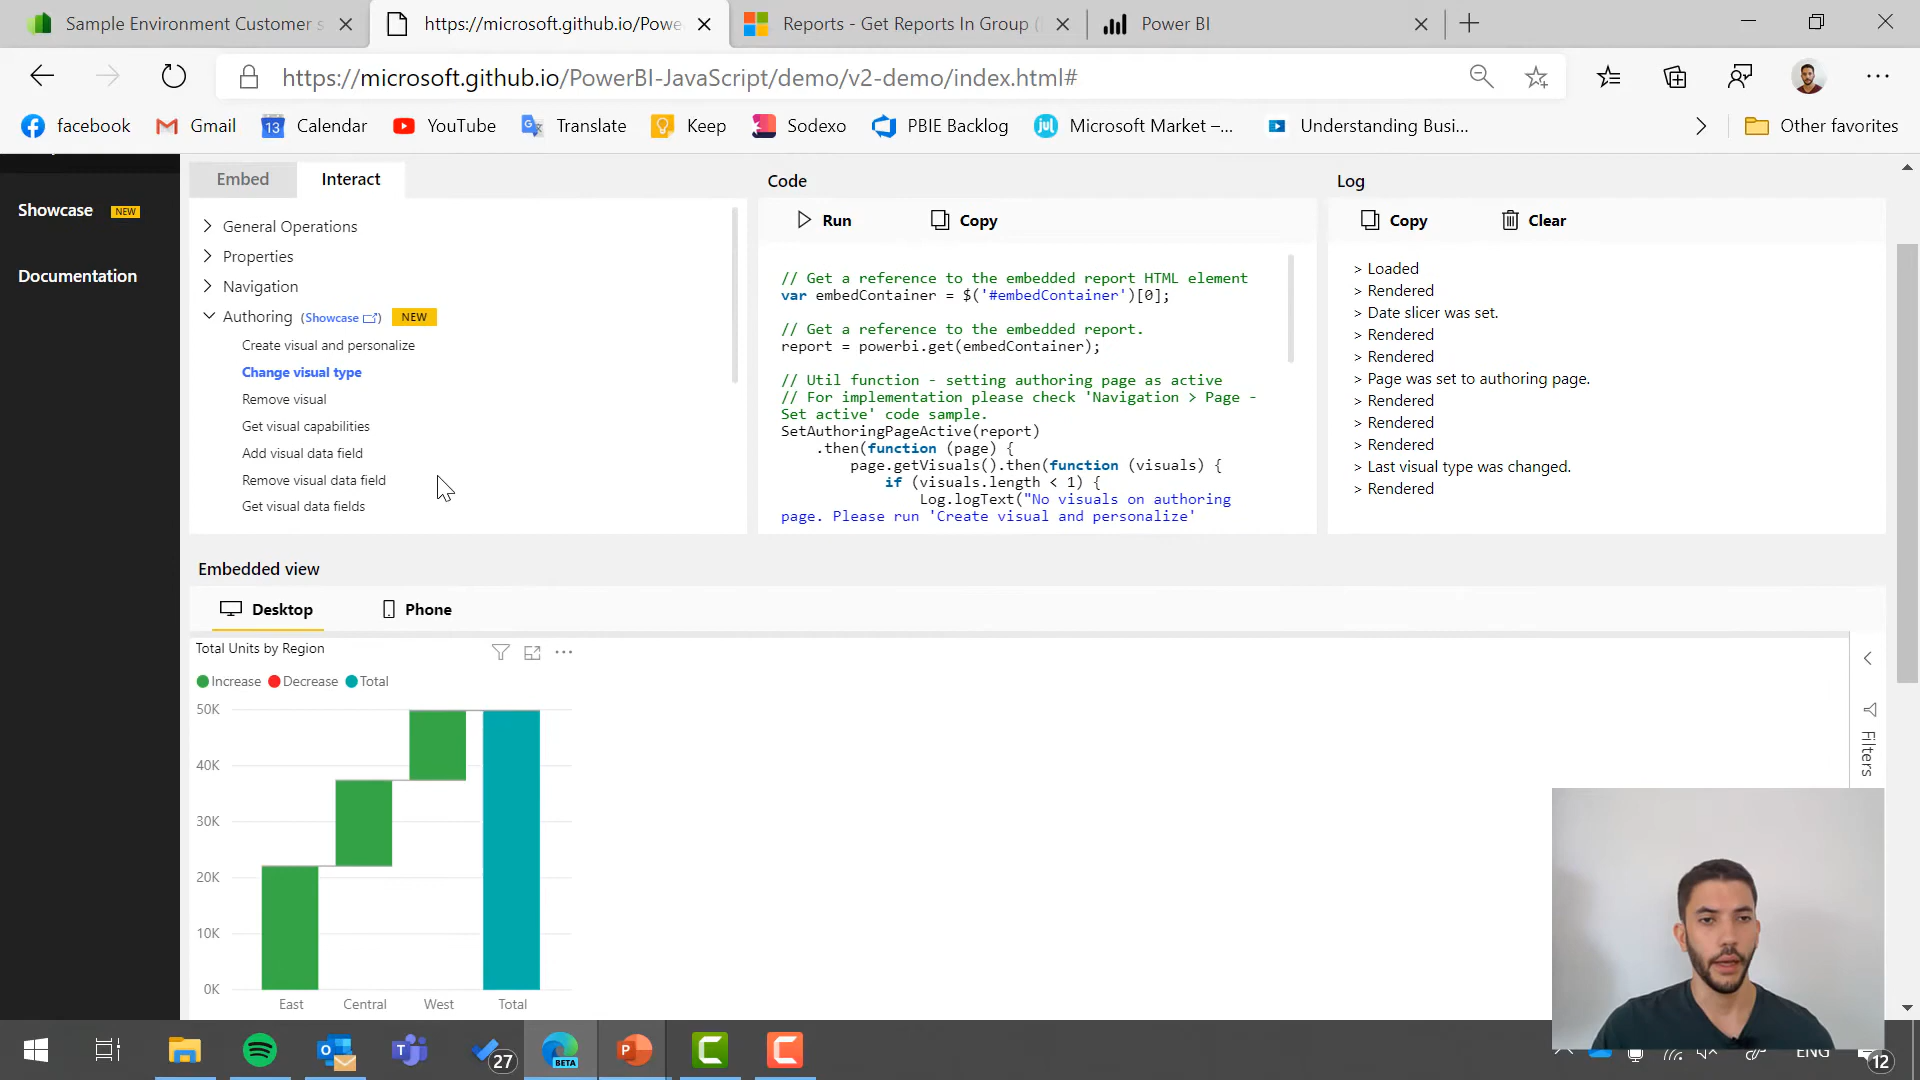 Sample Environment Customer s
https://microsoft.github.io/Powe
Reports - Get Reports In Group (
Power BI
https://microsoft.github.io/PowerBI-JavaScript/demo/v2-demo/index.html#
facebook
Gmail
13
Calendar
YouTube
Translate
Keep
Sodexo
PBIE Backlog
jul
Microsoft Market –...
Understanding Busi...
Other favorites
Showcase NEW
Documentation
Embed
Interact
General Operations
Properties
Navigation
Authoring (Showcase) NEW
Create visual and personalize
Change visual type
Remove visual
Get visual capabilities
Add visual data field
Remove visual data field
Get visual data fields
Code
Run
Copy
// Get a reference to the embedded report HTML element
var embedContainer = $('#embedContainer')[0];
// Get a reference to the embedded report.
report = powerbi.get(embedContainer);
// Util function - setting authoring page as active
// For implementation please check 'Navigation > Page -
Set active' code sample.
SetAuthoringPageActive(report)
.then(function (page) {
page.getVisuals().then(function (visuals) {
if (visuals.length < 1) {
Log.logText("No visuals on authoring
page. Please run 'Create visual and personalize'
Log
Copy
Clear
> Loaded
> Rendered
> Date slicer was set.
> Rendered
> Rendered
> Page was set to authoring page.
> Rendered
> Rendered
> Rendered
> Last visual type was changed.
> Rendered
Embedded view
Desktop
Phone
Total Units by Region
Increase
Decrease
Total
50K
40K
30K
20K
10K
0K
East
Central
West
Total
Filters
27
BETA
ENG
12